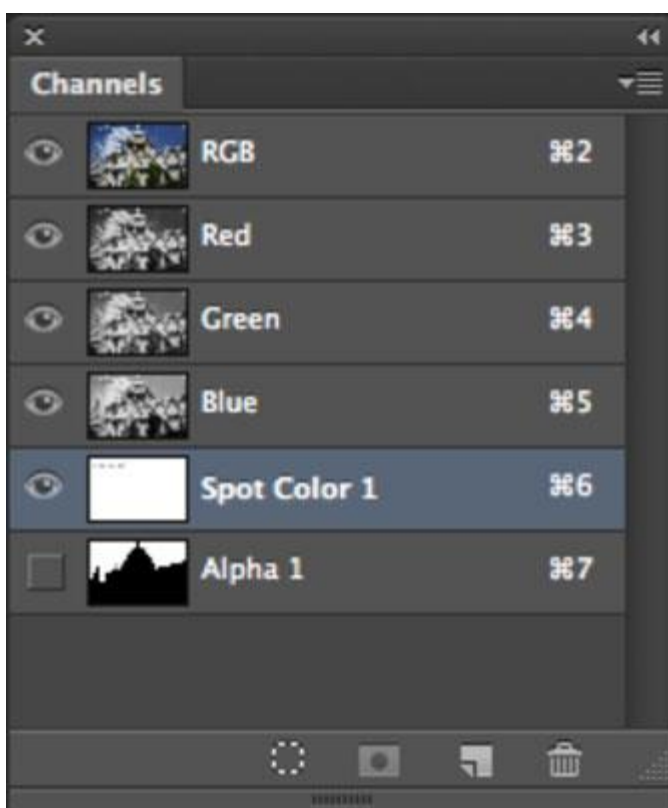 Channels
RGB ⌘2
Red ⌘3
Green ⌘4
Blue ⌘5
Spot Color 1 ⌘6
Alpha 1 ⌘7